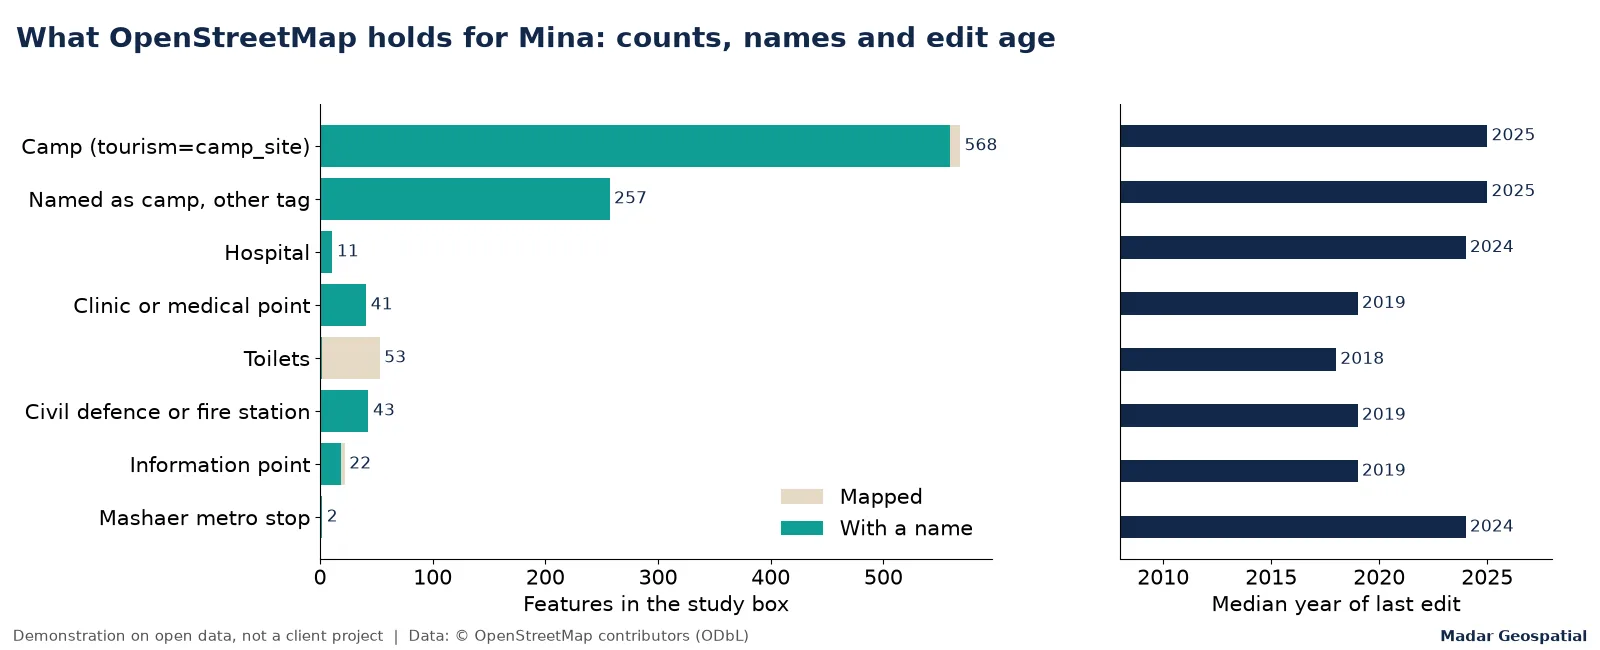 What OpenStreetMap holds for Mina: counts, names and edit age
Camp (tourism=camp_site)
568
Named as camp, other tag
257
Hospital
11
Clinic or medical point
41
Toilets
53
Civil defence or fire station
43
Information point
22
Mashaer metro stop
2
Mapped
With a name
0 100 200 300 400 500
Features in the study box
2025
2025
2024
2019
2018
2019
2019
2024
2010 2015 2020 2025
Median year of last edit
Demonstration on open data, not a client project | Data: © OpenStreetMap contributors (ODbL)
Madar Geospatial